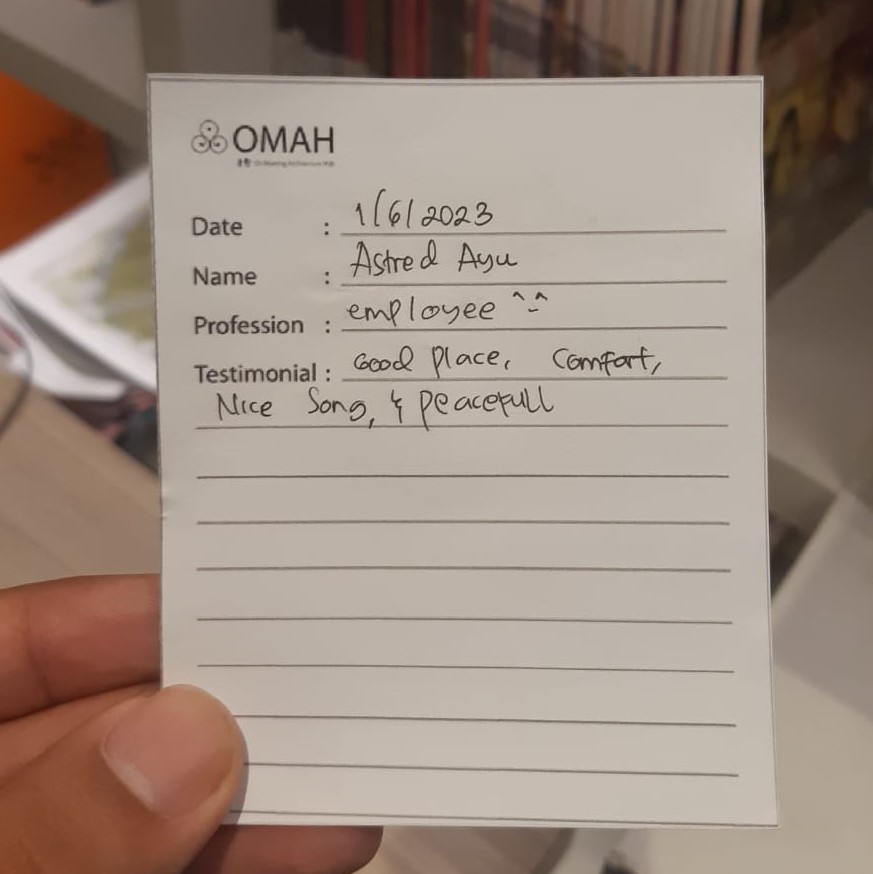 OMAH
Date : 1/6/2023
Name : Astred Ayu
Profession : employee ^-^
Testimonial : Good Place, Comfort,
Nice Song, & Peacefull